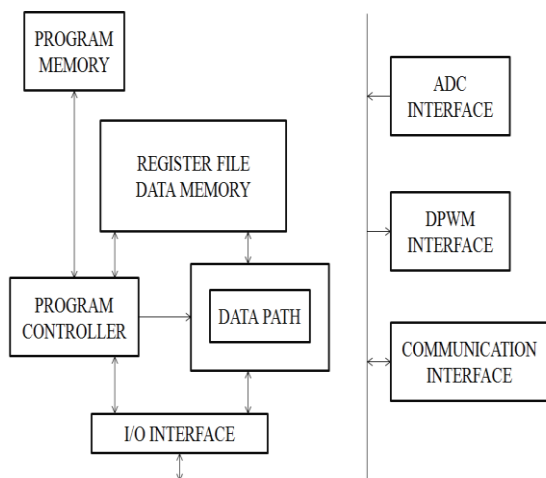 PROGRAM
MEMORY
REGISTER FILE
DATA MEMORY
PROGRAM
CONTROLLER
DATA PATH
I/O INTERFACE
ADC
INTERFACE
DPWM
INTERFACE
COMMUNICATION
INTERFACE